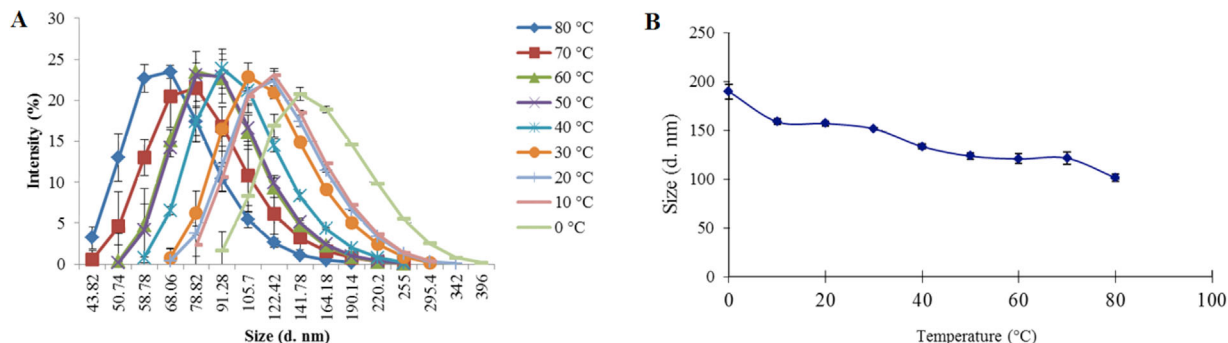 A
30
25
20
15
10
5
0
Intensity (%)
43.82
50.74
58.78
68.06
78.82
91.28
105.7
122.42
141.78
164.18
190.14
220.2
255
295.4
342
396
Size (d. nm)
80 °C
70 °C
60 °C
50 °C
40 °C
30 °C
20 °C
10 °C
0 °C
B
250
200
150
100
50
0
Size (d. nm)
0 20 40 60 80 100
Temperature (°C)